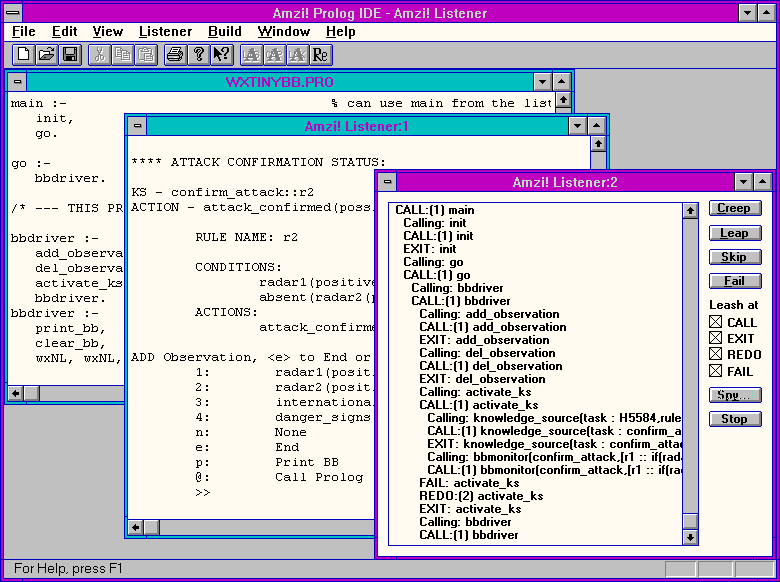 Amzi! Prolog IDE - Amzi! Listener
File Edit View Listener Build Window Help
WXTINYBB.PRO
main :- % can use main from the list
init,
go.
go :-
bbdriver.
/* --- THIS PR
bbdriver :-
add_observa
del_observa
activate_ks
bbdriver.
bbdriver :-
print_bb,
clear_bb,
wxNL, wxNL,
Amzi! Listener:1
**** ATTACK CONFIRMATION STATUS:
KS - confirm_attack::r2
ACTION - attack_confirmed(poss
RULE NAME: r2
CONDITIONS:
radar1(positive
absent(radar2(p
ACTIONS:
attack_confirme
ADD Observation, <e> to End or
1: radar1(positi
2: radar2(positi
3: international
4: danger_signs
n: None
e: End
p: Print BB
@: Call Prolog
>>
Amzi! Listener:2
CALL:(1) main
Calling: init
CALL:(1) init
EXIT: init
Calling: go
CALL:(1) go
Calling: bbdriver
CALL:(1) bbdriver
Calling: add_observation
CALL:(1) add_observation
EXIT: add_observation
Calling: del_observation
CALL:(1) del_observation
EXIT: del_observation
Calling: activate_ks
CALL:(1) activate_ks
Calling: knowledge_source(task : H5584,rule
CALL:(1) knowledge_source(task : confirm_a
EXIT: knowledge_source(task : confirm_attac
Calling: bbmonitor(confirm_attack,[r1 :: if(rada
CALL:(1) bbmonitor(confirm_attack,[r1 :: if(ra
FAIL: activate_ks
REDO:(2) activate_ks
EXIT: activate_ks
Calling: bbdriver
CALL:(1) bbdriver
Creep
Leap
Skip
Fail
Leash at
CALL
EXIT
REDO
FAIL
Spy...
Stop
For Help, press F1